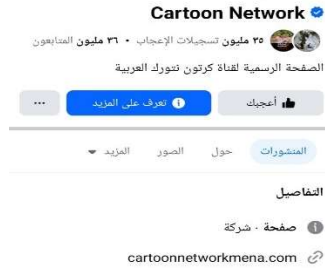 Cartoon Network
٣٥ مليون تسجيلات الإعجاب • ٣٦ مليون المتابعون
الصفحة الرسمية لقناة كرتون نتورك العربية
أعجبك
تعرف على المزيد
...
المنشورات حول الصور المزيد
التفاصيل
صفحة · شركة
cartoonnetworkmena.com